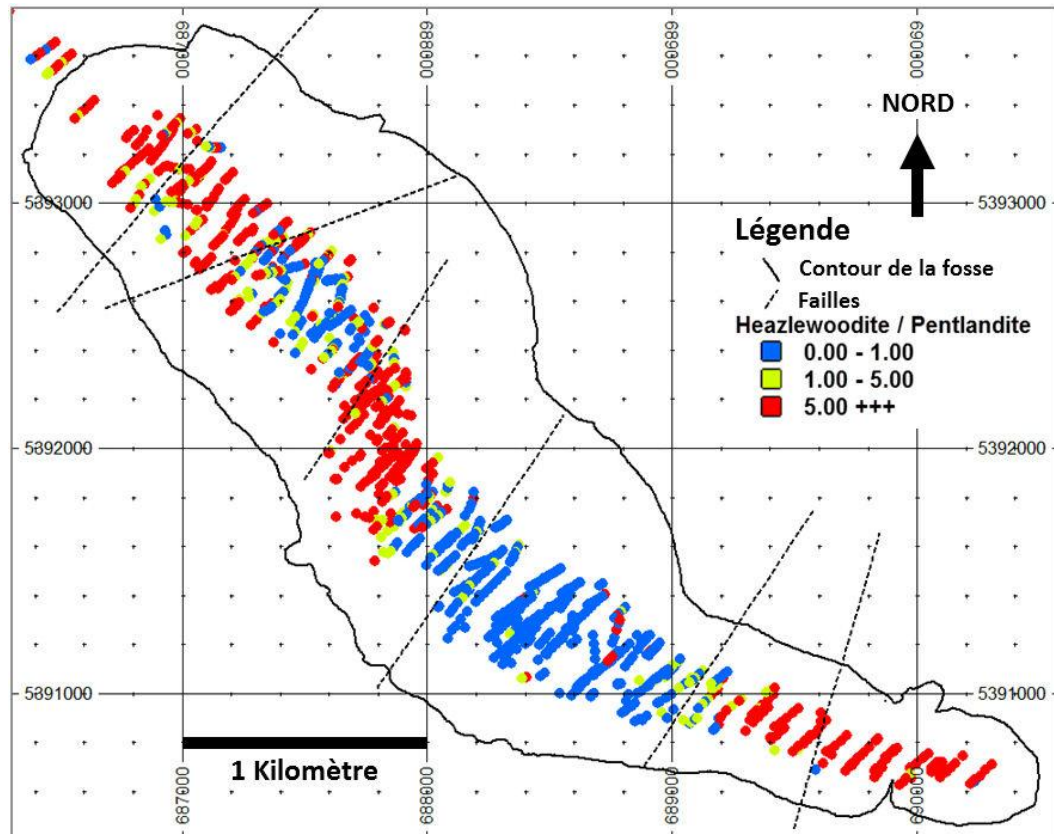 687000
688000
689000
690000
NORD
5393000
5393000
Légende
Contour de la fosse
Failles
Heazlewoodite / Pentlandite
0.00 - 1.00
1.00 - 5.00
5.00 +++
5392000
5392000
5391000
5391000
1 Kilomètre
687000
688000
689000
690000